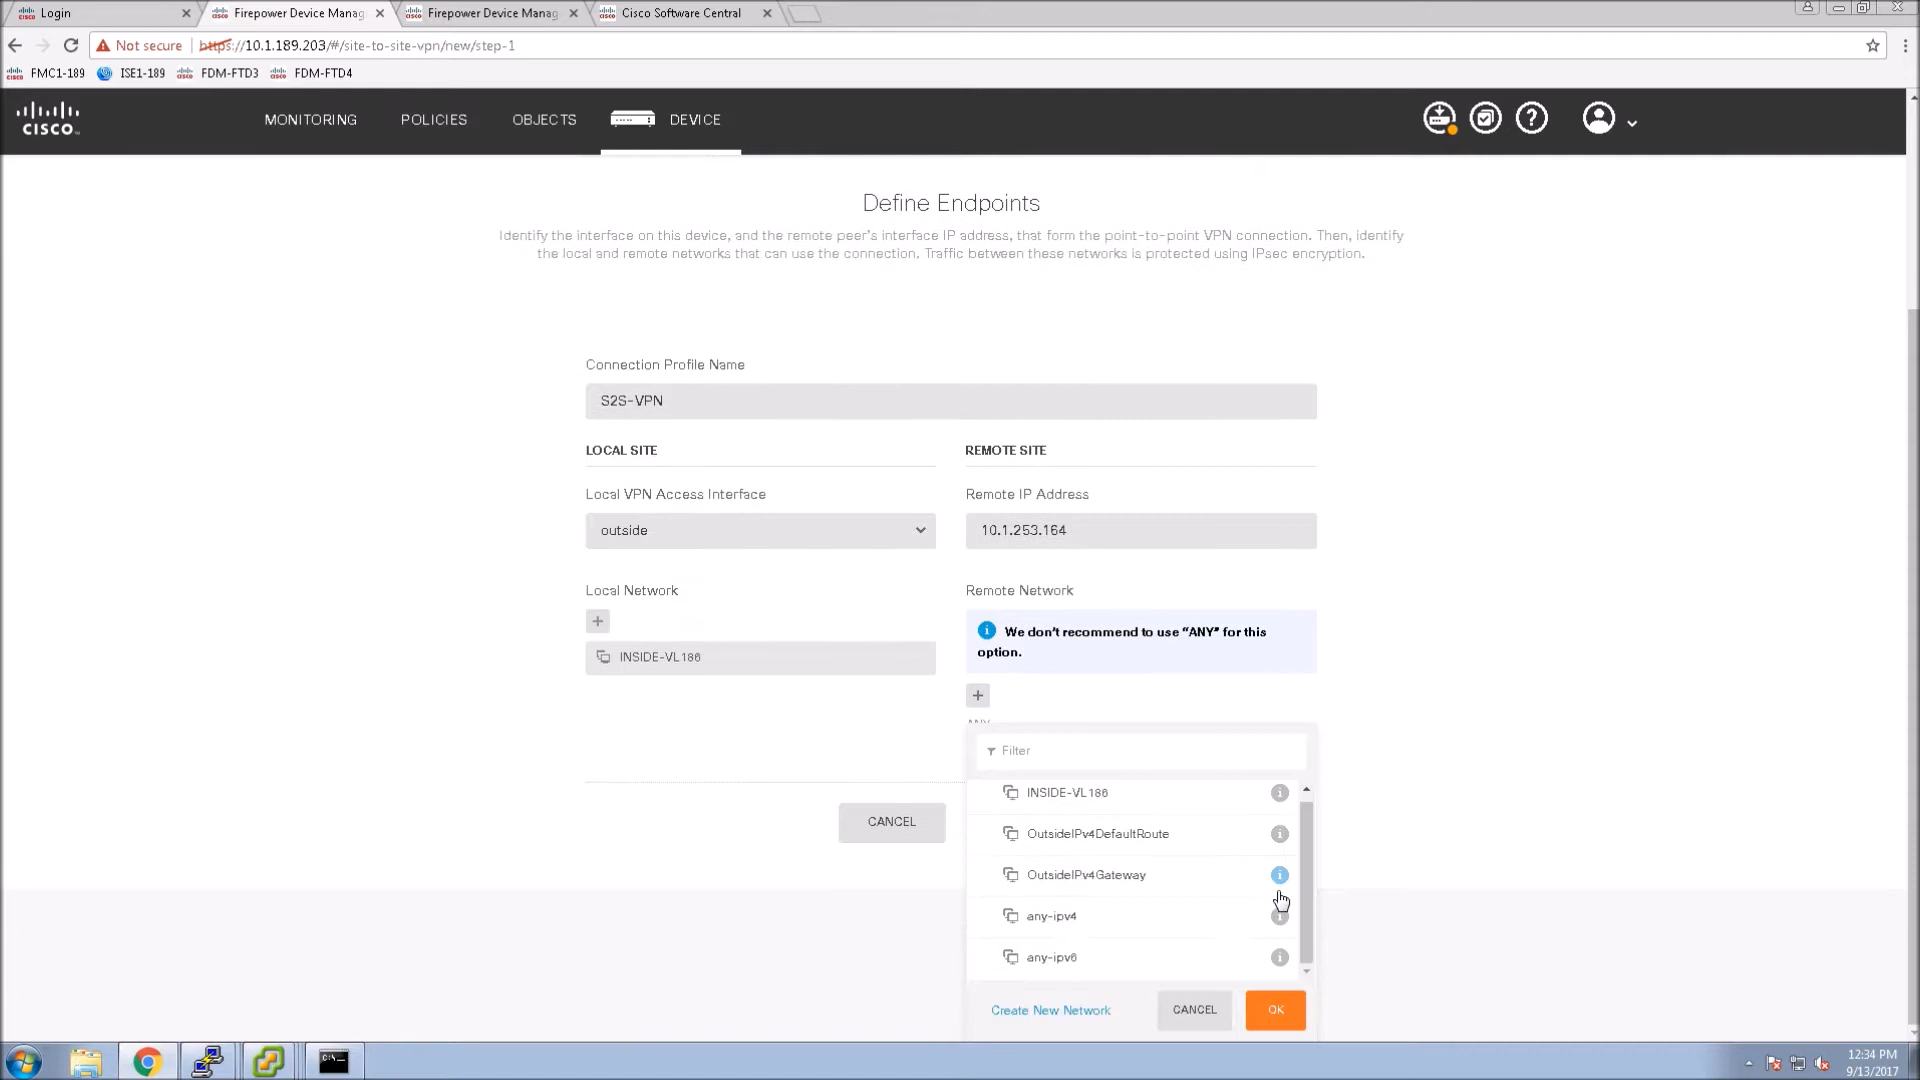 Login
Firepower Device Manag
Firepower Device Manag
Cisco Software Central
Not secure
https://10.1.189.203/#/site-to-site-vpn/new/step-1
FMC1-189
ISE1-189
FDM-FTD3
FDM-FTD4
CISCO
MONITORING
POLICIES
OBJECTS
DEVICE
Define Endpoints
Identify the interface on this device, and the remote peer's interface IP address, that form the point-to-point VPN connection. Then, identify
the local and remote networks that can use the connection. Traffic between these networks is protected using IPsec encryption.
Connection Profile Name
S2S-VPN
LOCAL SITE
REMOTE SITE
Local VPN Access Interface
Remote IP Address
outside
10.1.253.164
Local Network
Remote Network
We don't recommend to use “ANY” for this
option.
INSIDE-VL186
ANY
Filter
INSIDE-VL186
OutsideIPv4DefaultRoute
OutsideIPv4Gateway
any-ipv4
any-ipv6
CANCEL
Create New Network
CANCEL
OK
12:34 PM
9/13/2017